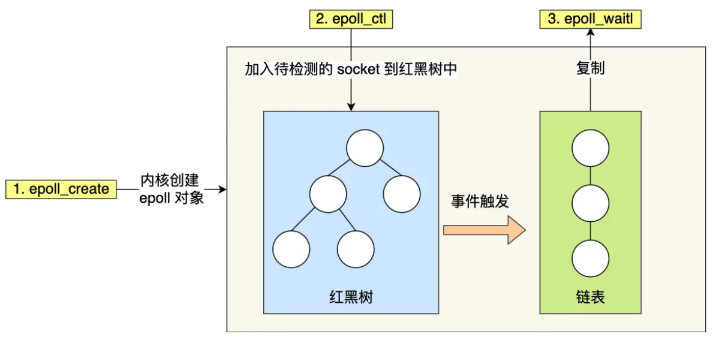 2. epoll_ctl
3. epoll_waitl
加入待检测的 socket 到红黑树中
复制
1. epoll_create
内核创建
epoll 对象
事件触发
红黑树
链表